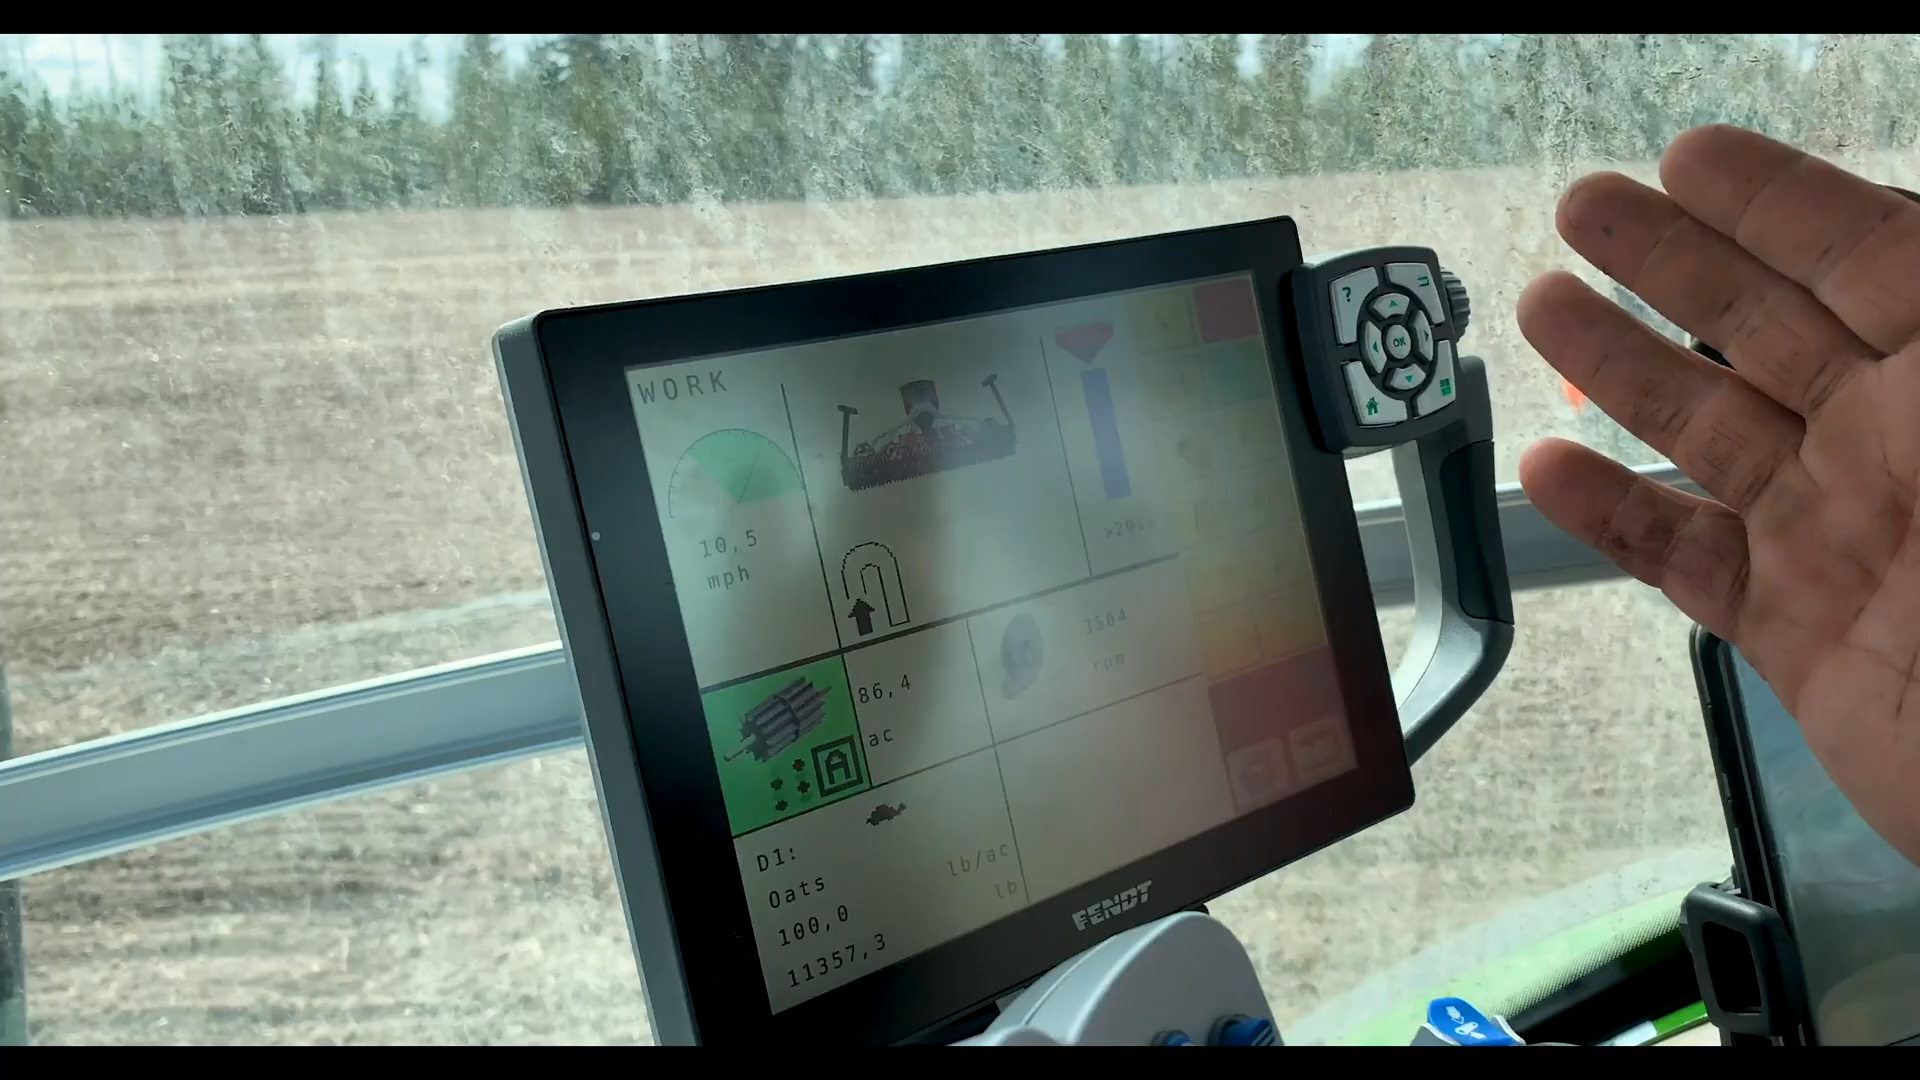 WORK
10,5
mph
>20in
86,4
ac
3504
rpm
A
D1:
Oats
100,0 lb/ac
11357,3 lb
FENDT
?
OK